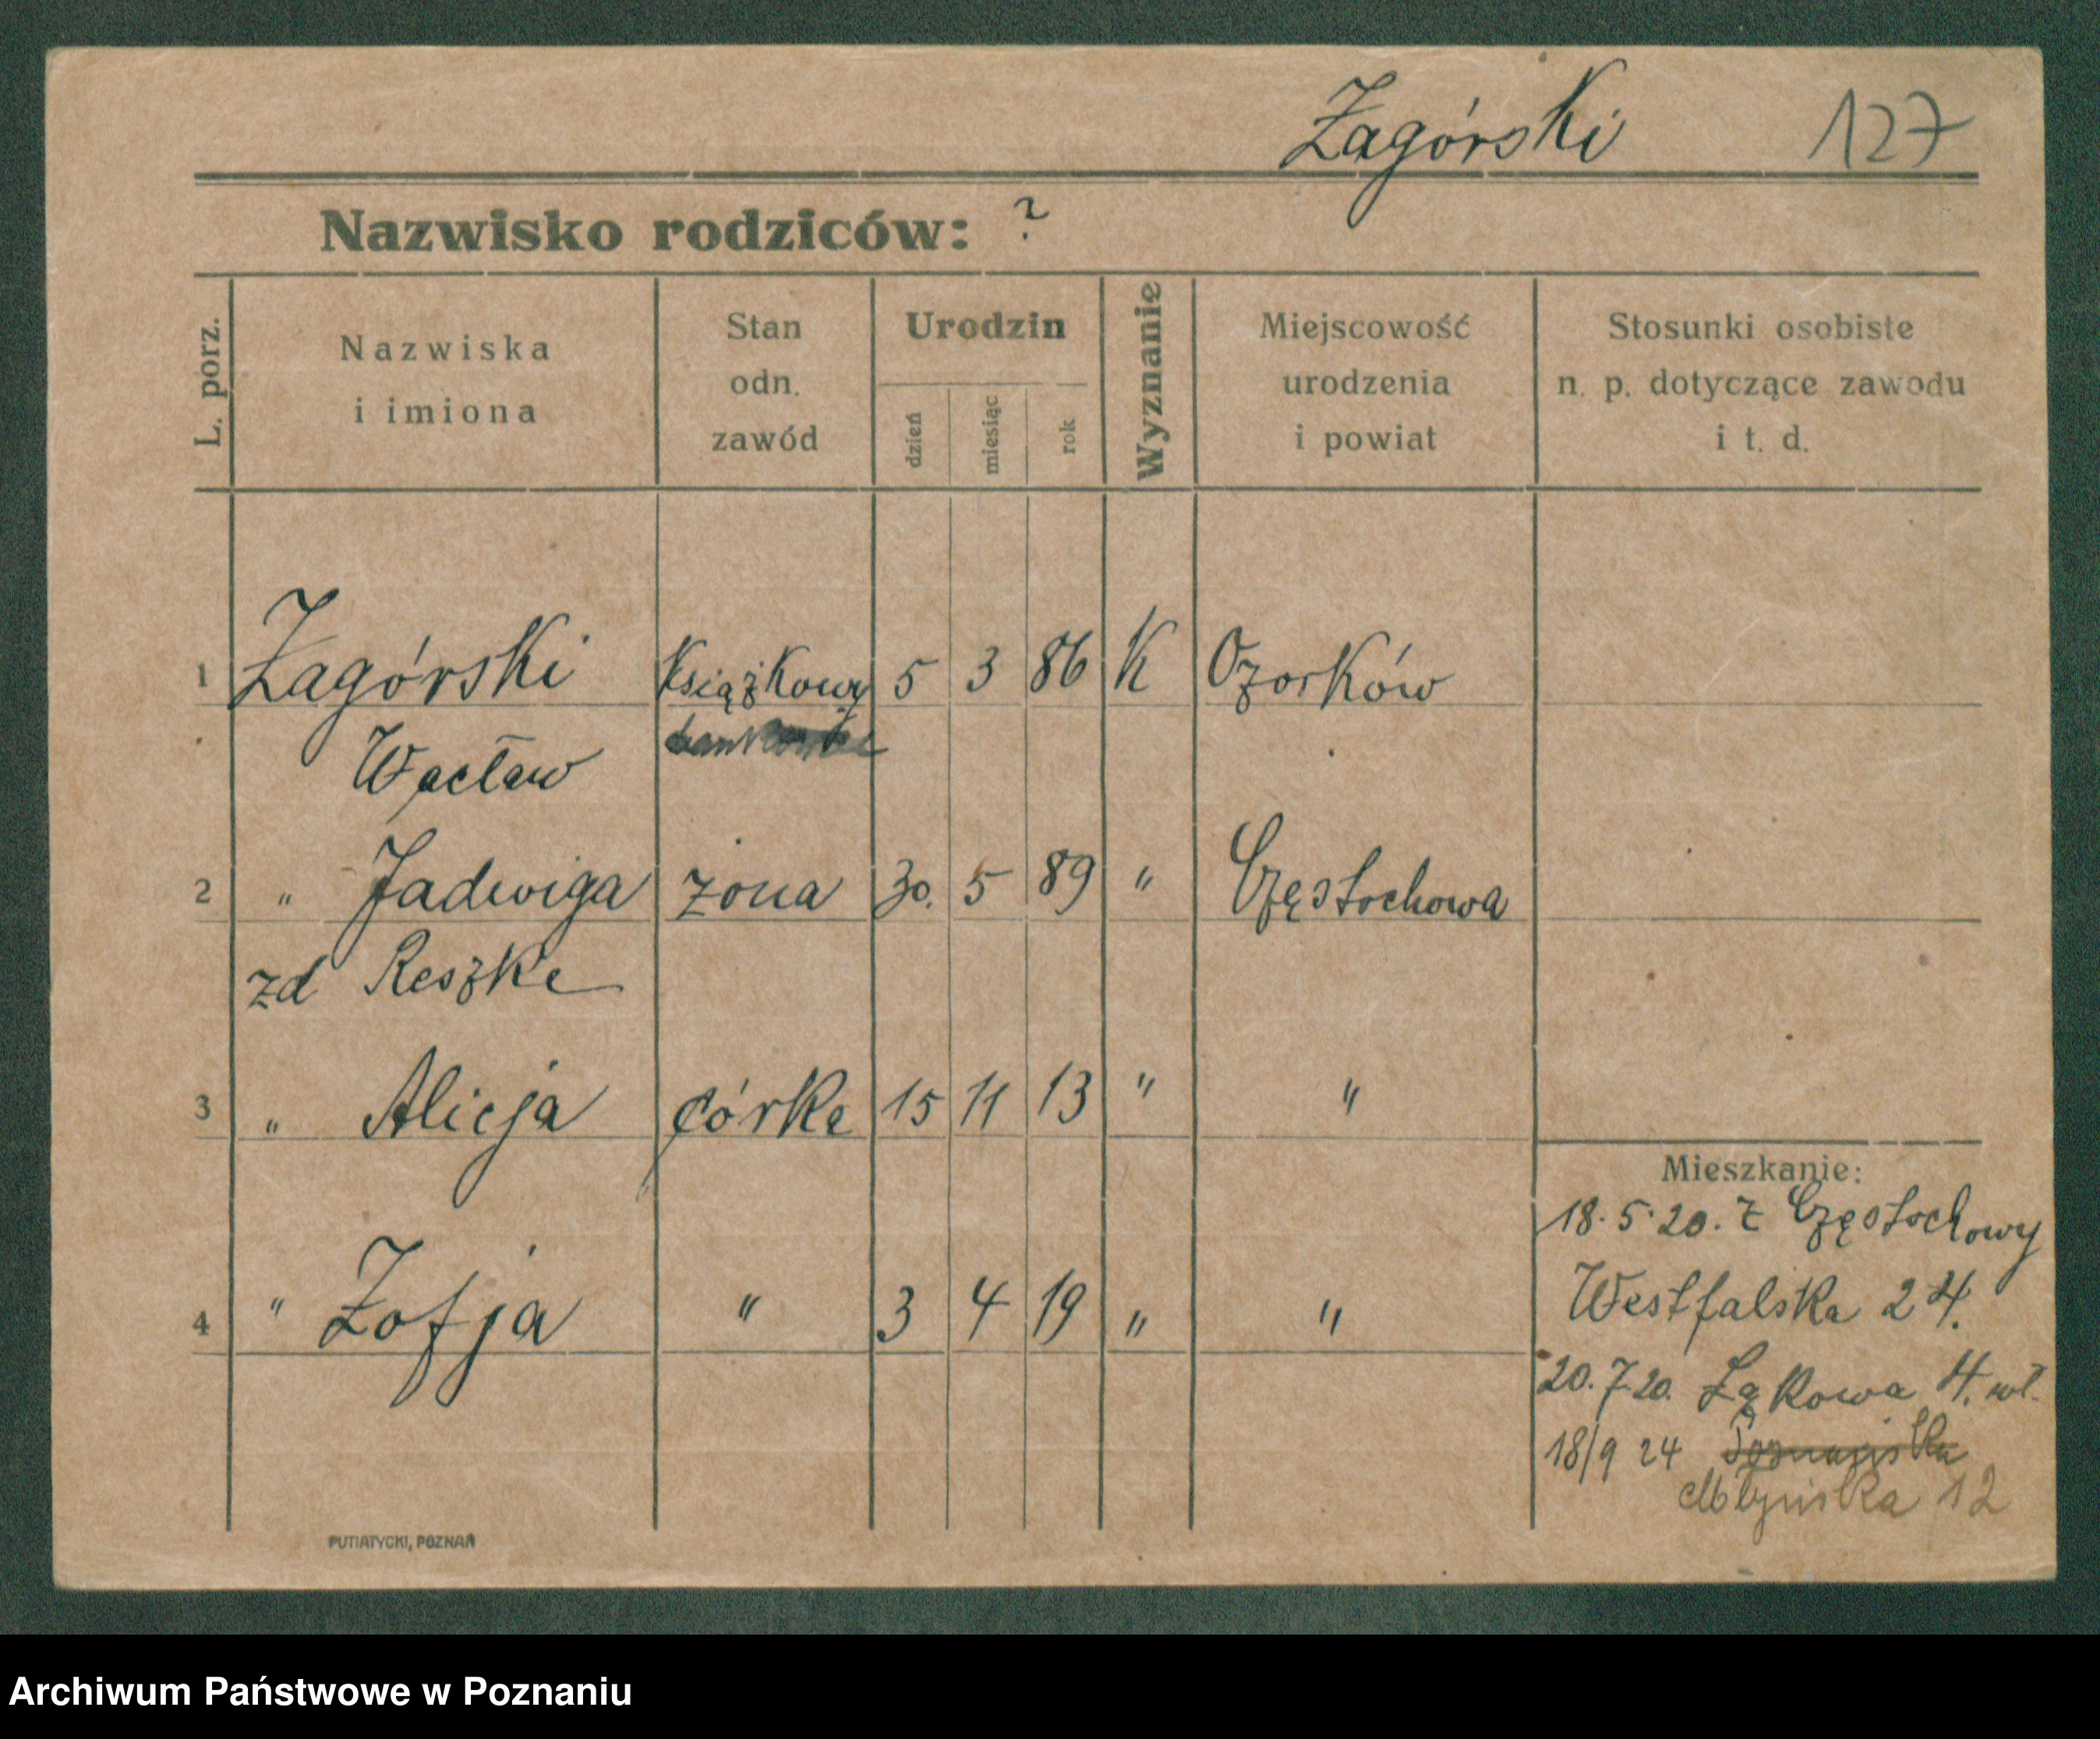 Zagórski 127
Nazwisko rodziców: ?
L. porz.
Nazwiska
i imiona
Stan
odn.
zawód
Urodzin
dzień
miesiąc
rok
Wyznanie
Miejscowość
urodzenia
i powiat
Stosunki osobiste
n. p. dotyczące zawodu
i t. d.
1 Zagórski Książkowy 5 3 86 K Ozorków
Wacław
2 " Jadwiga żona 30. 5 89 " Częstochowa
zd Reszke
3 " Alicja córka 15 11 13 " "
4 " Zofja " 3 4 19 " "
Mieszkanie:
18. 5. 20. z Częstochowy
Westfalska 24.
20. 7. 20. Łąkowa 4. wł.
18/9 24
Młyńska 12
PUTIATYCKI, POZNAŃ
Archiwum Państwowe w Poznaniu